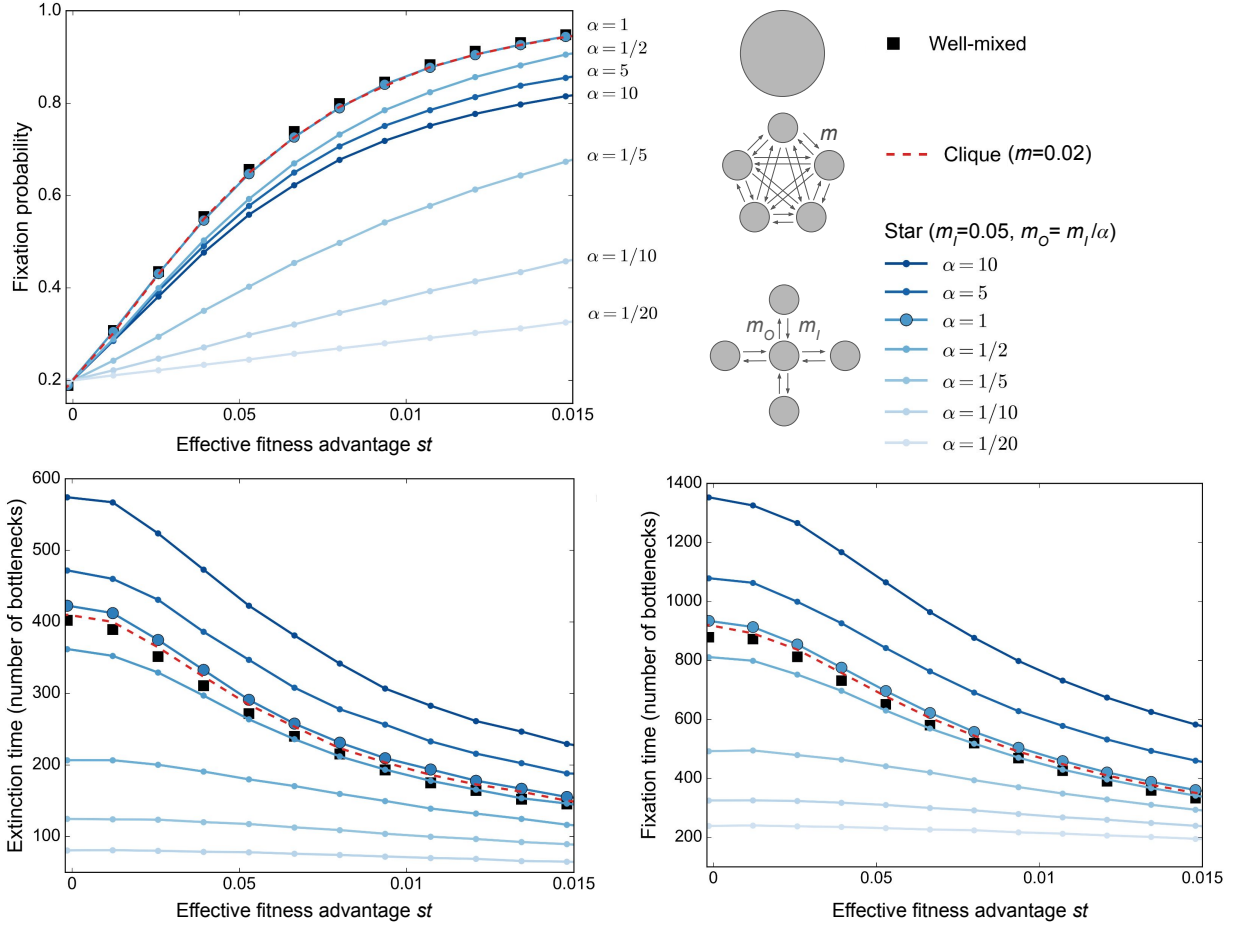 1.0
0.8
0.6
0.4
0.2
Fixation probability
0
0.05
0.01
0.015
Effective fitness advantage st
α = 1
α = 1/2
α = 5
α = 10
α = 1/5
α = 1/10
α = 1/20
m
m_O
m_I
Well-mixed
Clique (m=0.02)
Star (m_I=0.05, m_O= m_I/α)
α = 10
α = 5
α = 1
α = 1/2
α = 1/5
α = 1/10
α = 1/20
600
500
400
300
200
100
Extinction time (number of bottlenecks)
0
0.05
0.01
0.015
Effective fitness advantage st
1400
1200
1000
800
600
400
200
Fixation time (number of bottlenecks)
0
0.05
0.01
0.015
Effective fitness advantage st